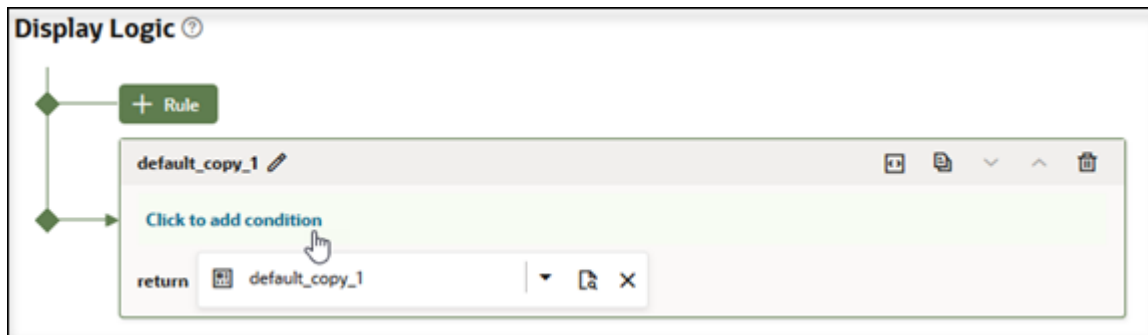 Display Logic ?
+ Rule
default_copy_1
Click to add condition
return default_copy_1